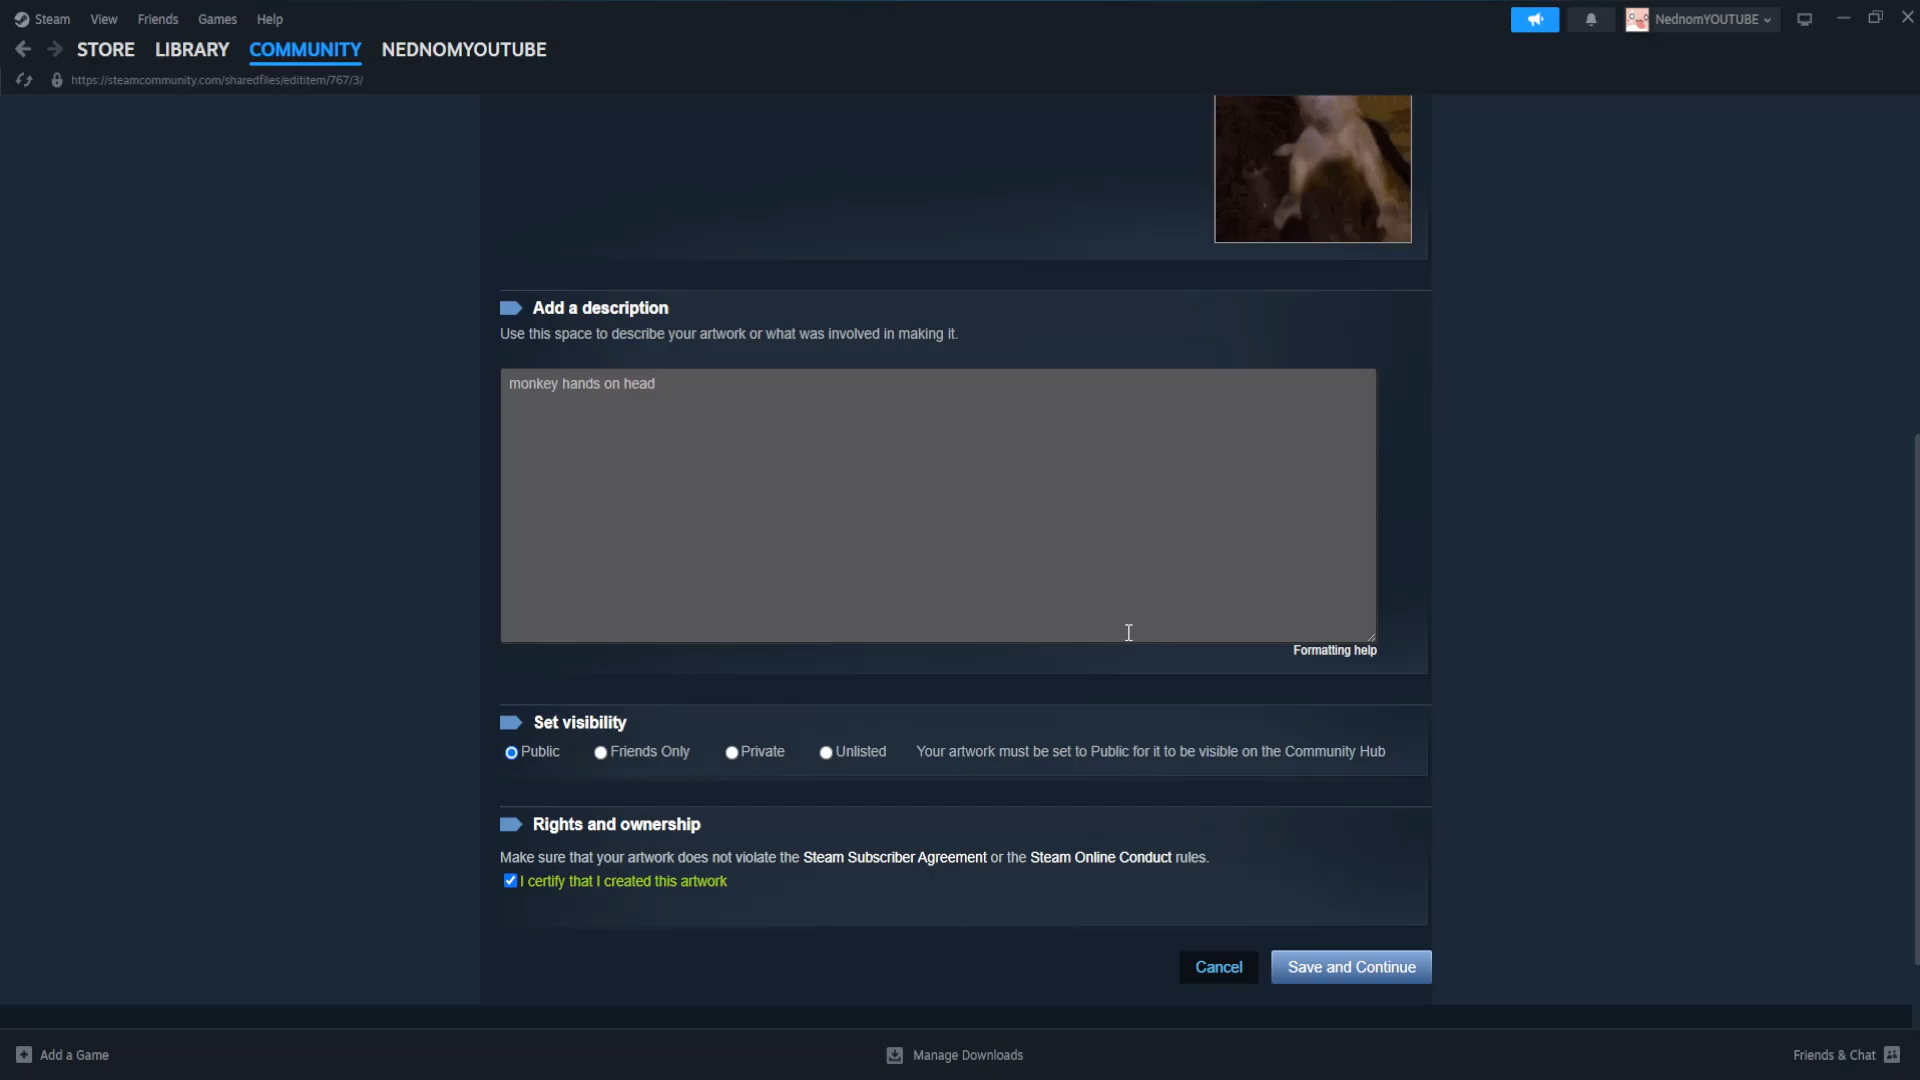 Steam View Friends Games Help
NednomYOUTUBE
STORE LIBRARY COMMUNITY NEDNOMYOUTUBE
https://steamcommunity.com/sharedfiles/edititem/767/3/
Add a description
Use this space to describe your artwork or what was involved in making it.
monkey hands on head
Formatting help
Set visibility
Public Friends Only Private Unlisted Your artwork must be set to Public for it to be visible on the Community Hub
Rights and ownership
Make sure that your artwork does not violate the Steam Subscriber Agreement or the Steam Online Conduct rules.
I certify that I created this artwork
Cancel Save and Continue
Add a Game Manage Downloads Friends & Chat